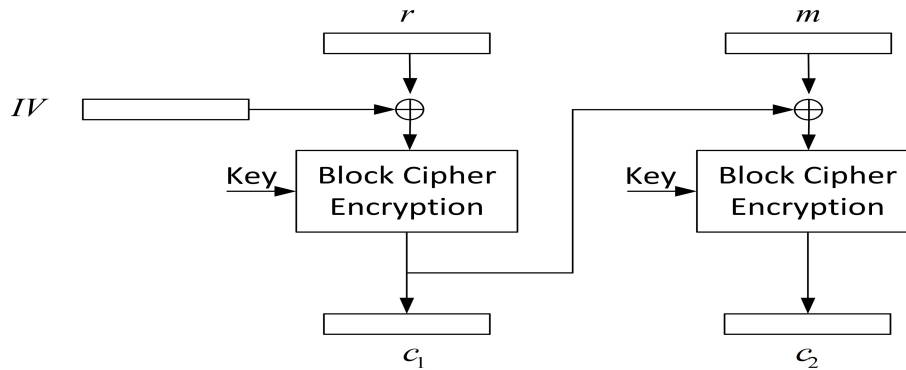 r
m
IV
Key
Block Cipher
Encryption
Key
Block Cipher
Encryption
c₁
c₂